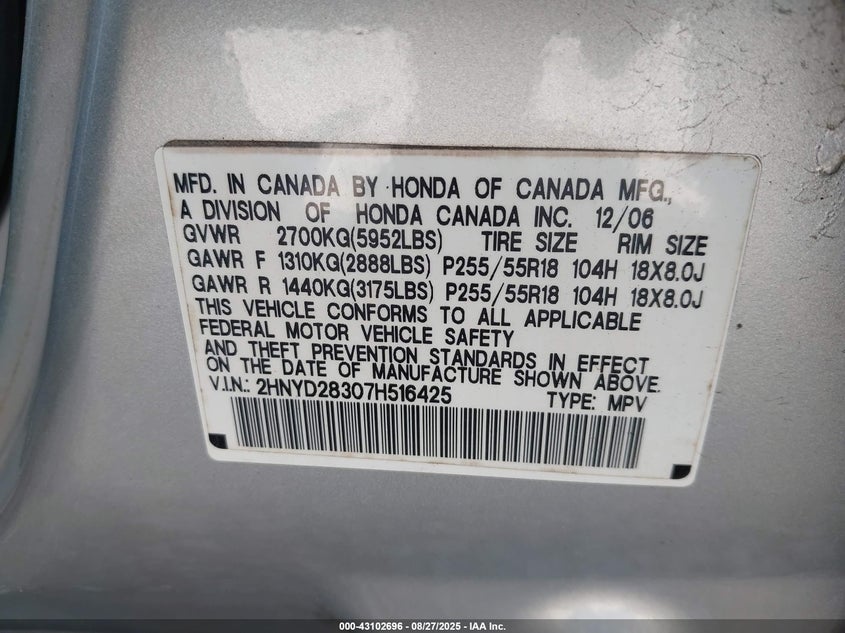 MFD. IN CANADA BY HONDA OF CANADA MFG.,
A DIVISION OF HONDA CANADA INC. 12/06
GVWR 2700KG(5952LBS) TIRE SIZE RIM SIZE
GAWR F 1310KG(2888LBS) P255/55R18 104H 18X8.0J
GAWR R 1440KG(3175LBS) P255/55R18 104H 18X8.0J
THIS VEHICLE CONFORMS TO ALL APPLICABLE
FEDERAL MOTOR VEHICLE SAFETY
AND THEFT PREVENTION STANDARDS IN EFFECT
ON THE DATE OF MANUFACTURE SHOWN ABOVE.
V.I.N.: 2HNYD28307H516425 TYPE: MPV
000-43102696 - 08/27/2025 - IAA Inc.